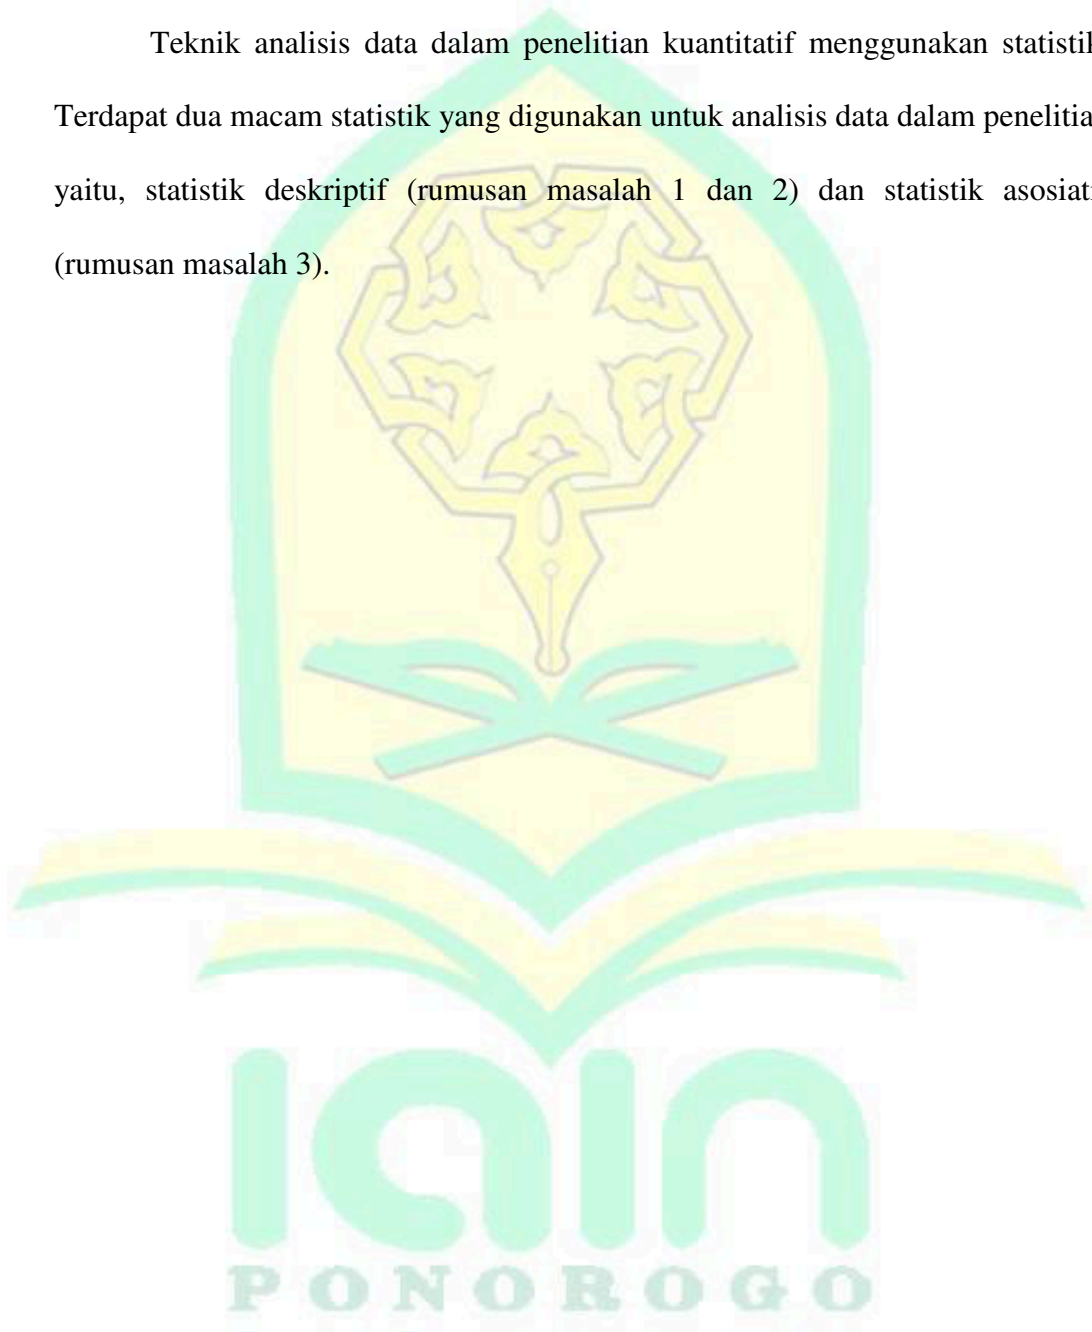 Teknik analisis data dalam penelitian kuantitatif menggunakan statistik
Terdapat dua macam statistik yang digunakan untuk analisis data dalam penelitia
yaitu, statistik deskriptif (rumusan masalah 1 dan 2) dan statistik asosiati
(rumusan masalah 3).
iain
PONOROGO